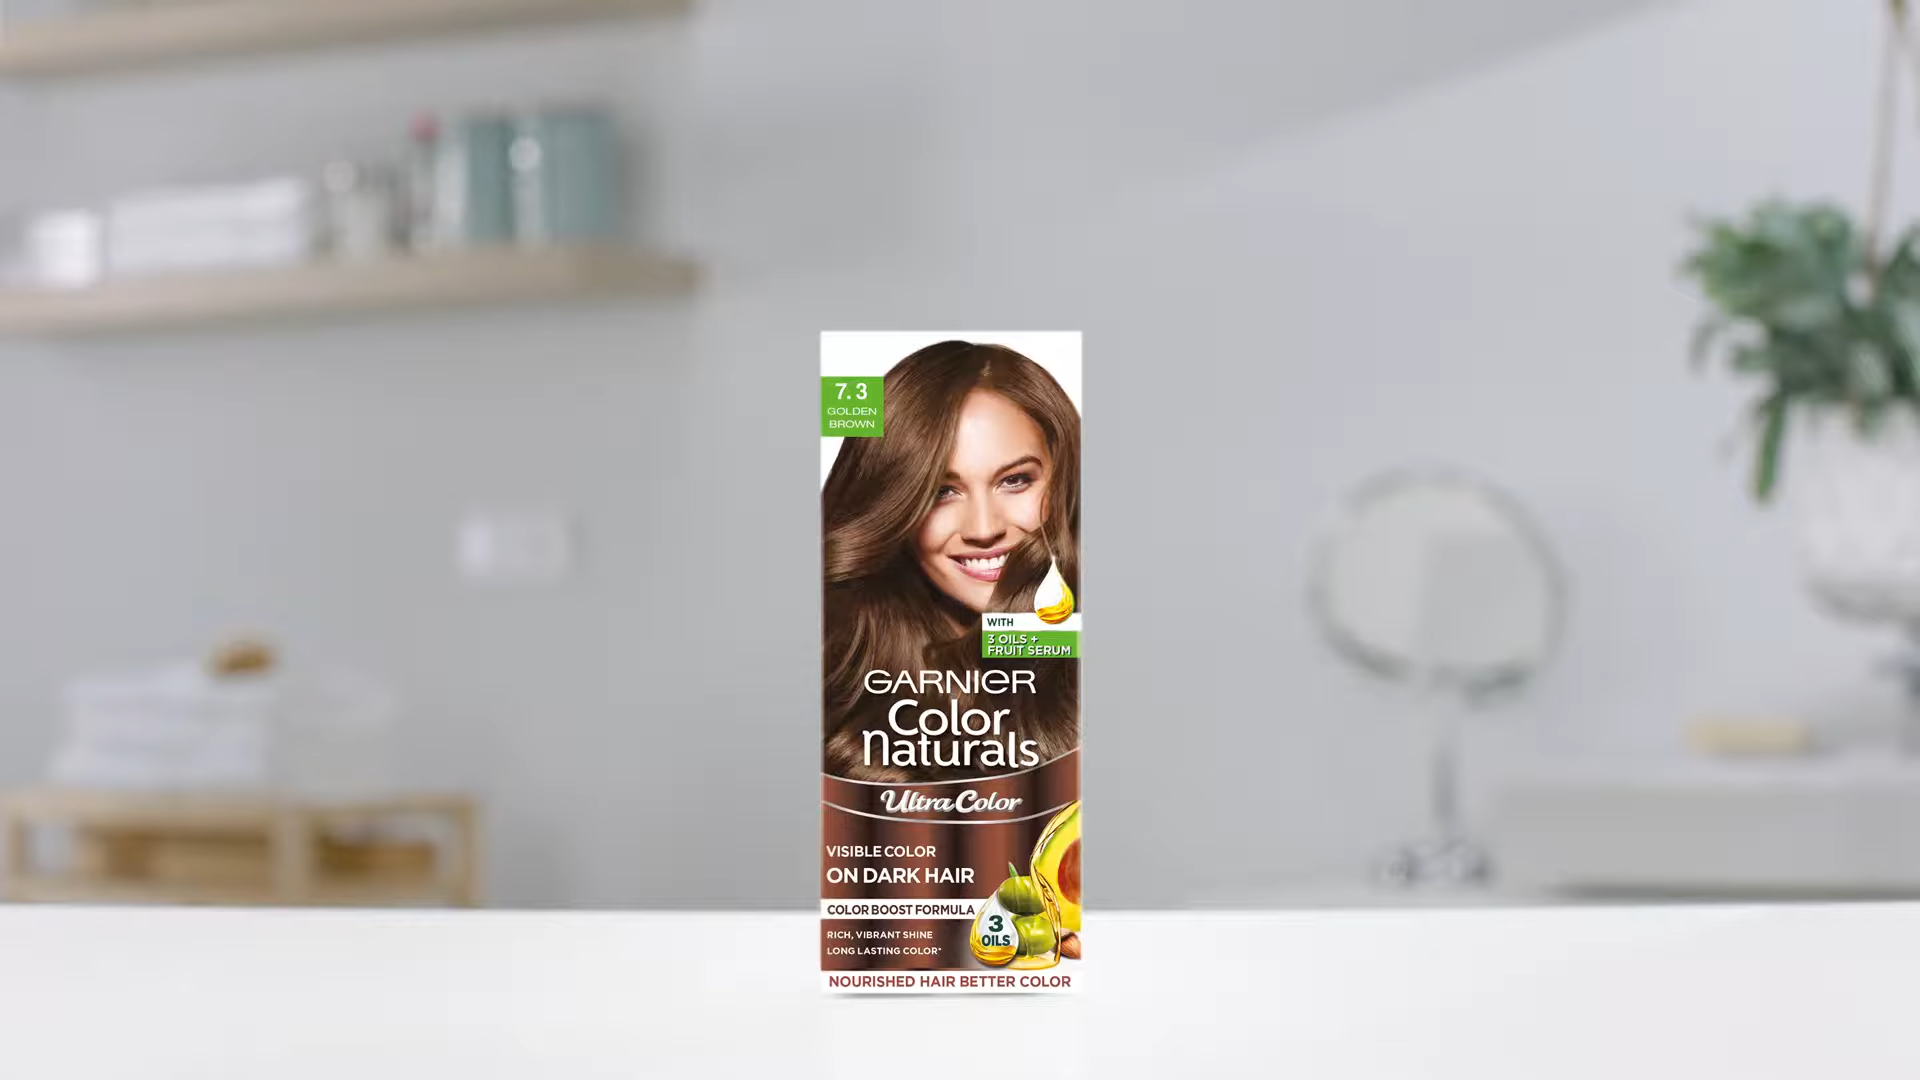 7.3
GOLDEN
BROWN
WITH
3 OILS +
FRUIT SERUM
GARNIER
Color
Naturals
Ultra Color
VISIBLE COLOR
ON DARK HAIR
COLOR BOOST FORMULA
RICH, VIBRANT SHINE
LONG LASTING COLOR*
3
OILS
NOURISHED HAIR BETTER COLOR